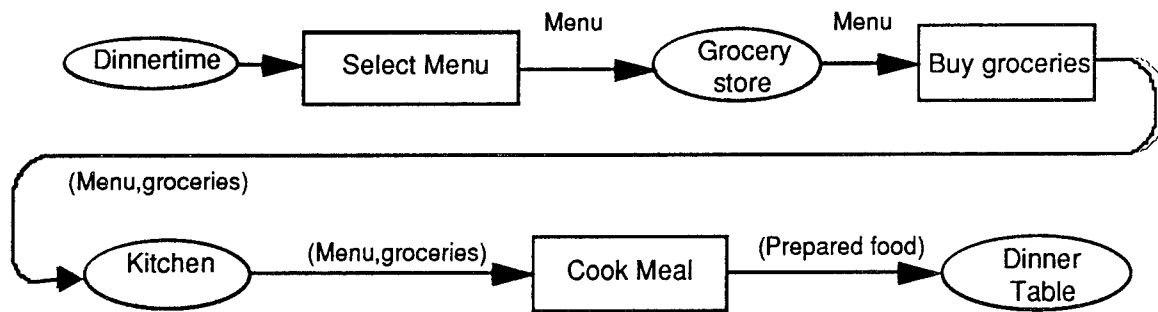 Menu
Menu
Dinnertime
Select Menu
Grocery
store
Buy groceries
(Menu,groceries)
Kitchen
(Menu,groceries)
Cook Meal
(Prepared food)
Dinner
Table